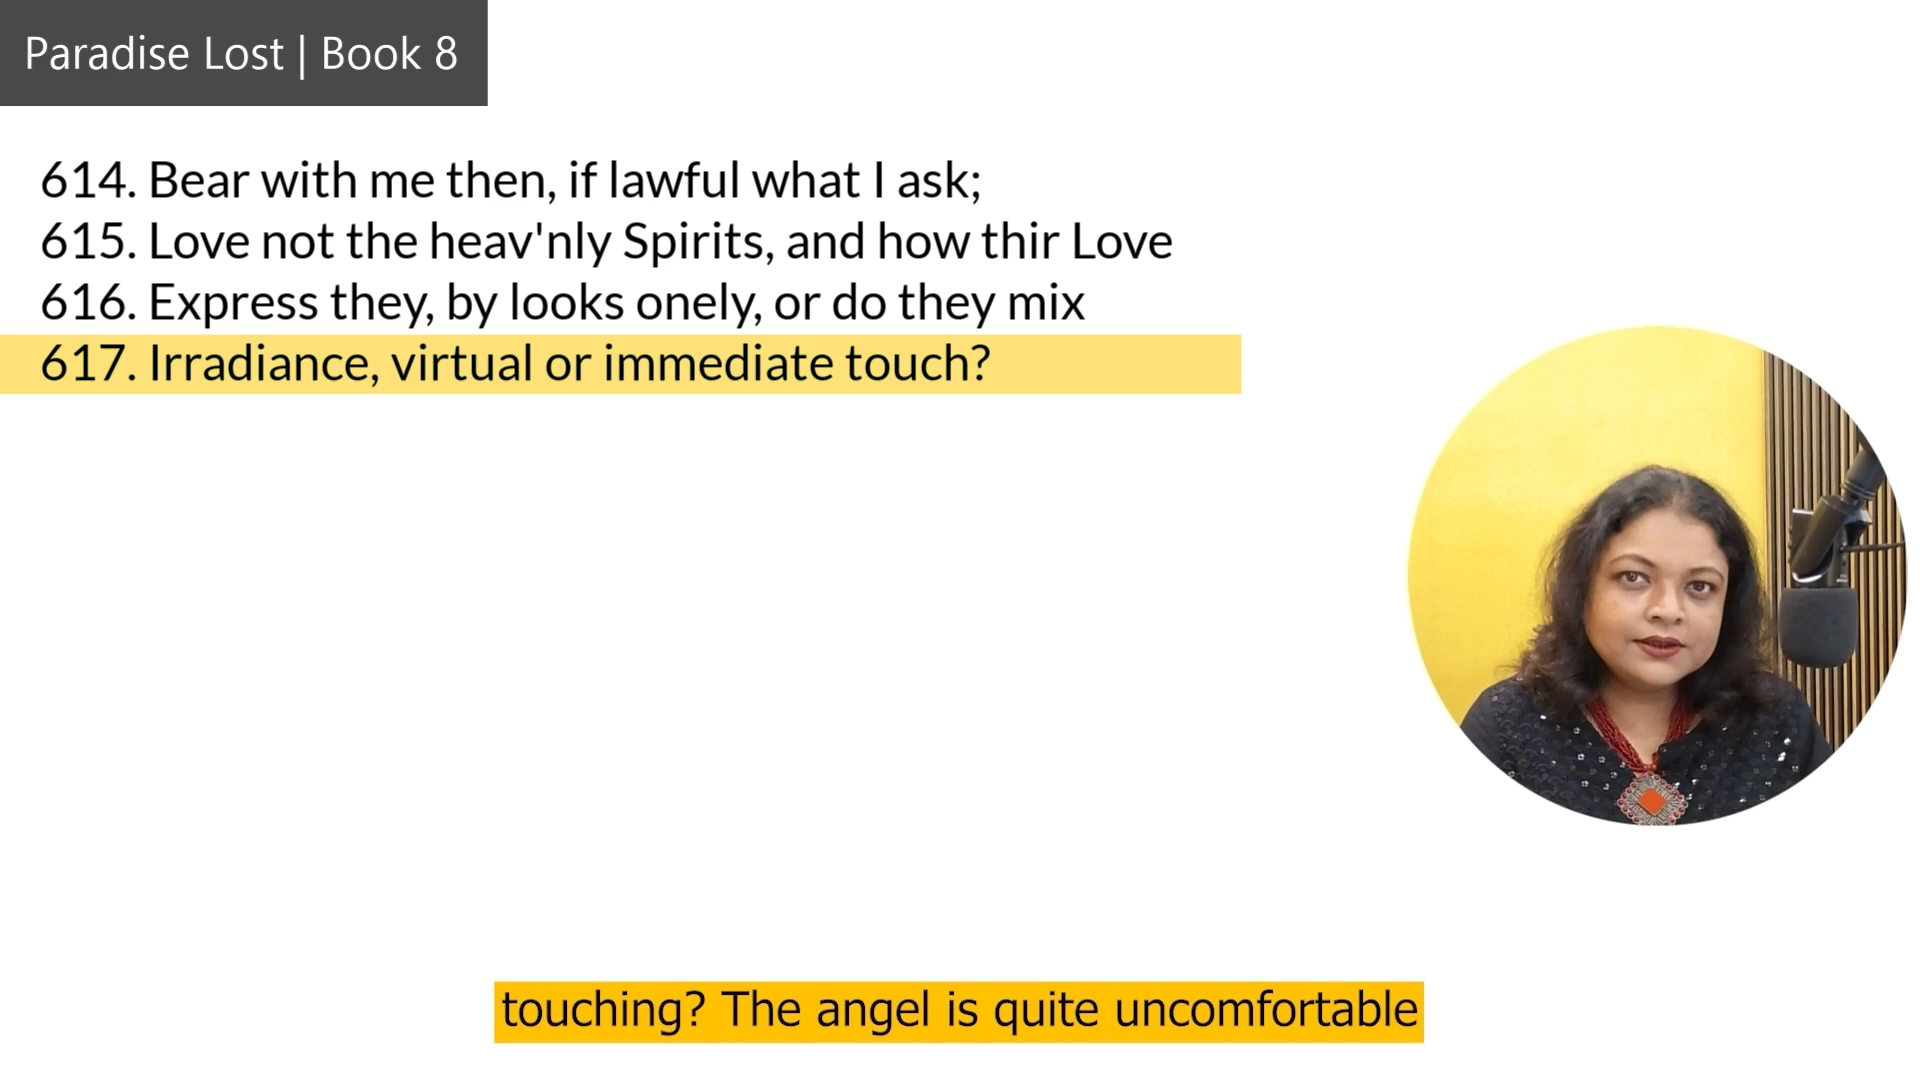 Paradise Lost | Book 8
614. Bear with me then, if lawful what I ask;
615. Love not the heav'nly Spirits, and how thir Love
616. Express they, by looks onely, or do they mix
617. Irradiance, virtual or immediate touch?
touching? The angel is quite uncomfortable